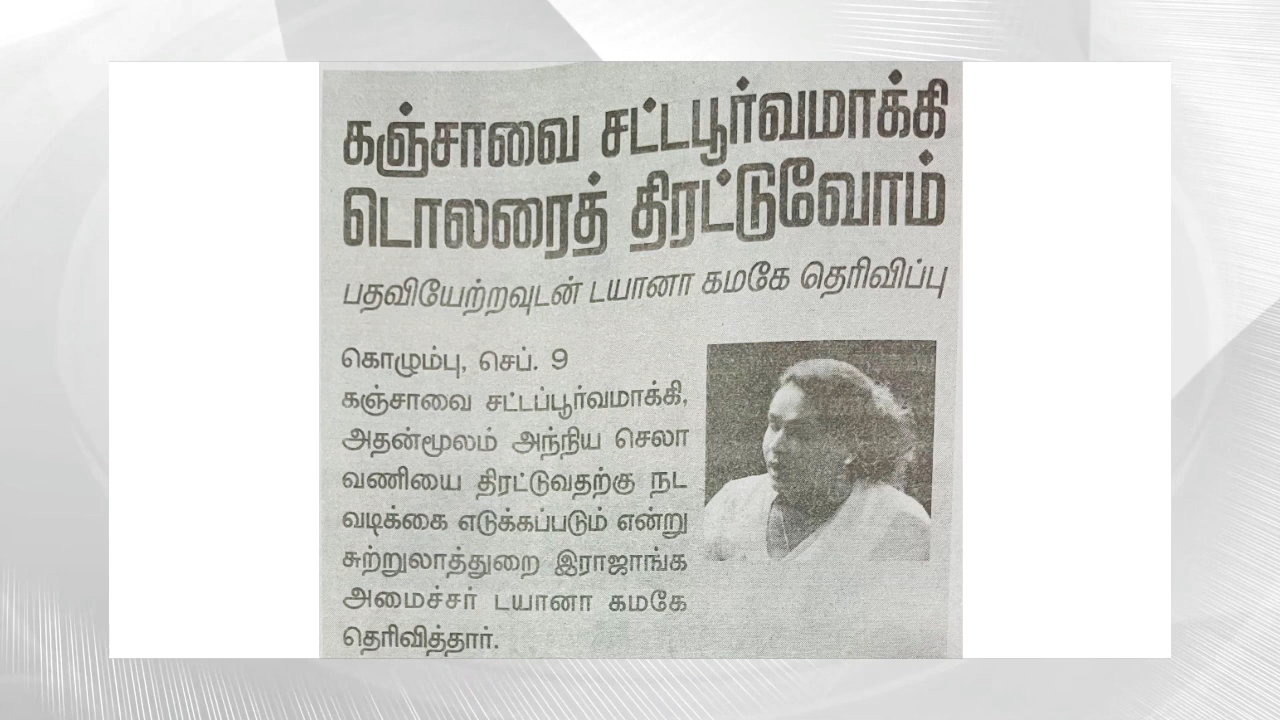 கஞ்சாவை சட்டபூர்வமாக்கி
டொலரைத் திரட்டுவோம்
பதவியேற்றவுடன் டயானா கமகே தெரிவிப்பு
கொழும்பு, செப். 9
கஞ்சாவை சட்டப்பூர்வமாக்கி,
அதன்மூலம் அந்நிய செலா
வணியை திரட்டுவதற்கு நட
வடிக்கை எடுக்கப்படும் என்று
சுற்றுலாத்துறை இராஜாங்க
அமைச்சர் டயானா கமகே
தெரிவித்தார்.